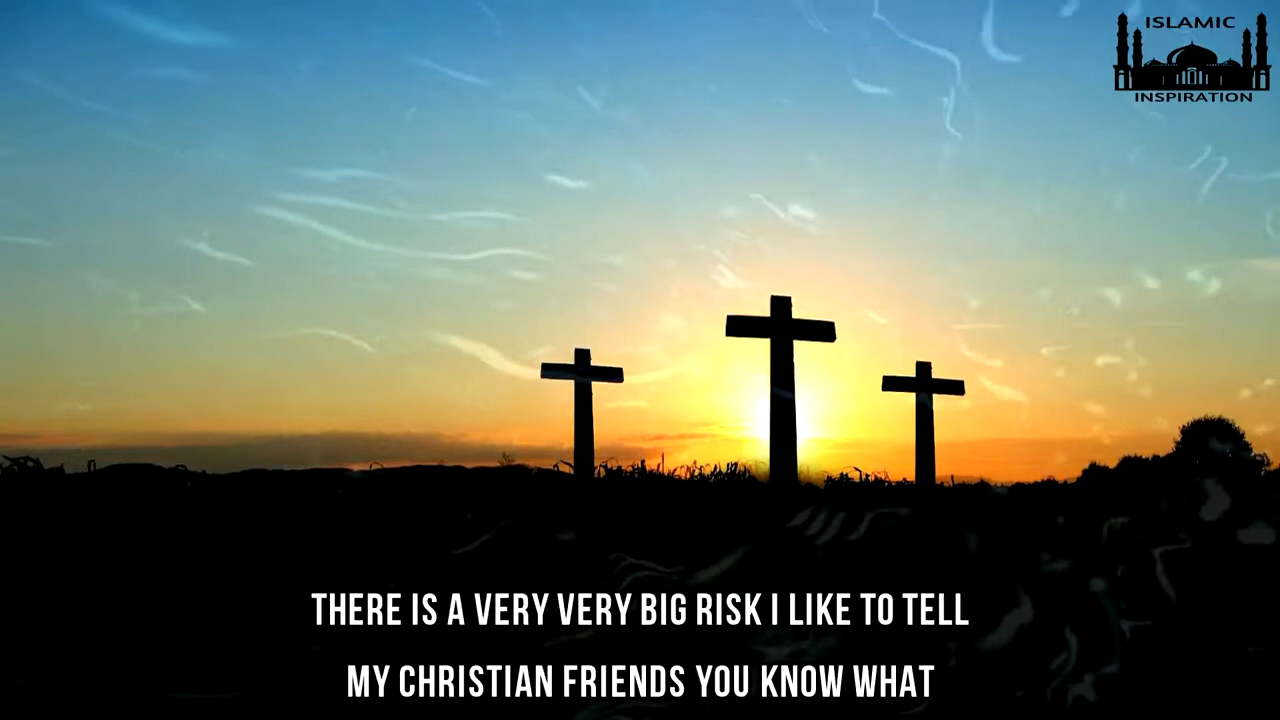 ISLAMIC
INSPIRATION
THERE IS A VERY VERY BIG RISK I LIKE TO TELL
MY CHRISTIAN FRIENDS YOU KNOW WHAT